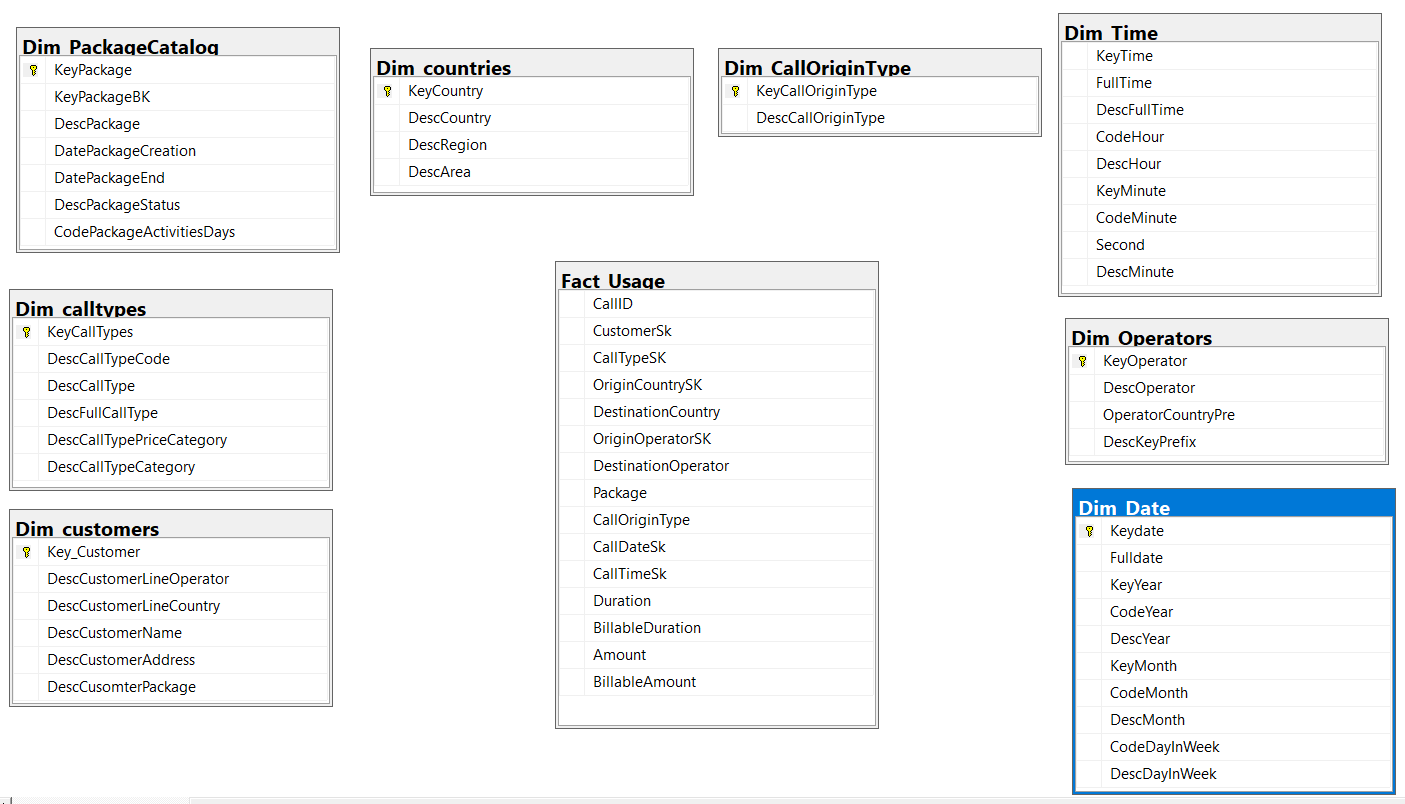 Dim_PackageCatalog
KeyPackage
KeyPackageBK
DescPackage
DatePackageCreation
DatePackageEnd
DescPackageStatus
CodePackageActivitiesDays
Dim_countries
KeyCountry
DescCountry
DescRegion
DescArea
Dim_CallOriginType
KeyCallOriginType
DescCallOriginType
Dim_Time
KeyTime
FullTime
DescFullTime
CodeHour
DescHour
KeyMinute
CodeMinute
Second
DescMinute
Dim_calltypes
KeyCallTypes
DescCallTypeCode
DescCallType
DescFullCallType
DescCallTypePriceCategory
DescCallTypeCategory
Fact_Usage
CallID
CustomerSk
CallTypeSK
OriginCountrySK
DestinationCountry
OriginOperatorSK
DestinationOperator
Package
CallOriginType
CallDateSk
CallTimeSk
Duration
BillableDuration
Amount
BillableAmount
Dim_Operators
KeyOperator
DescOperator
OperatorCountryPre
DescKeyPrefix
Dim_customers
Key_Customer
DescCustomerLineOperator
DescCustomerLineCountry
DescCustomerName
DescCustomerAddress
DescCusomterPackage
Dim_Date
Keydate
Fulldate
KeyYear
CodeYear
DescYear
KeyMonth
CodeMonth
DescMonth
CodeDayInWeek
DescDayInWeek